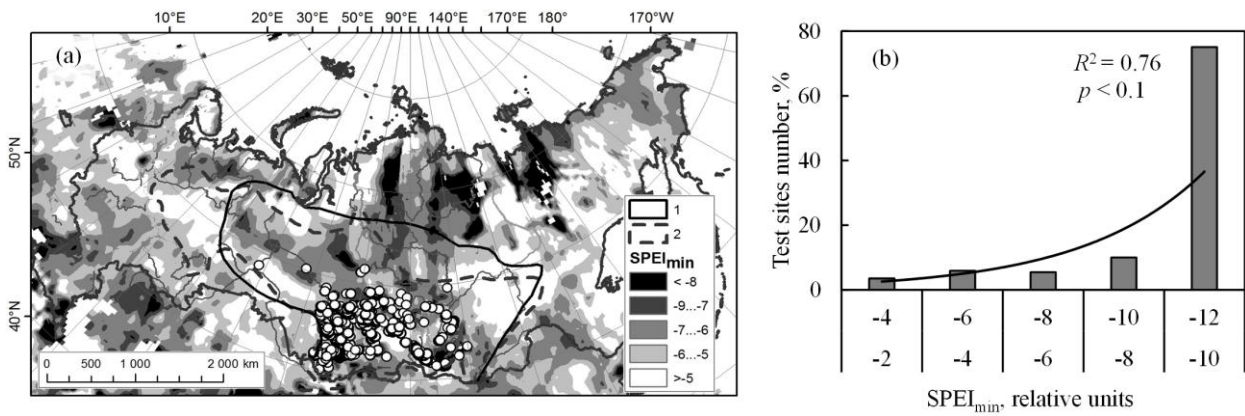 10°E 20°E 30°E 50°E 90°E 140°E 170°E 180° 170°W
(a)
50°N
40°N
1
2
SPEImin
< -8
-9...-7
-7...-6
-6...-5
>-5
0 500 1 000 2 000 km
(b)
R² = 0.76
p < 0.1
Test sites number, %
80
60
40
20
0
-4 -6 -8 -10 -12
-2 -4 -6 -8 -10
SPEImin, relative units